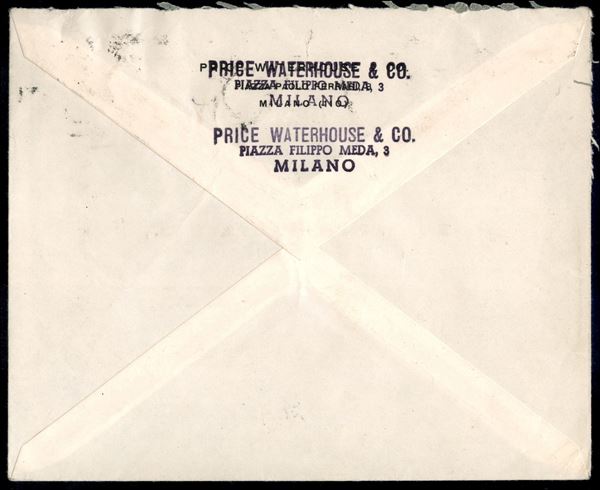 PRICE WATERHOUSE & CO.
PIAZZA FILIPPO MEDA, 3
MILANO
PRICE WATERHOUSE & CO.
PIAZZA FILIPPO MEDA, 3
MILANO